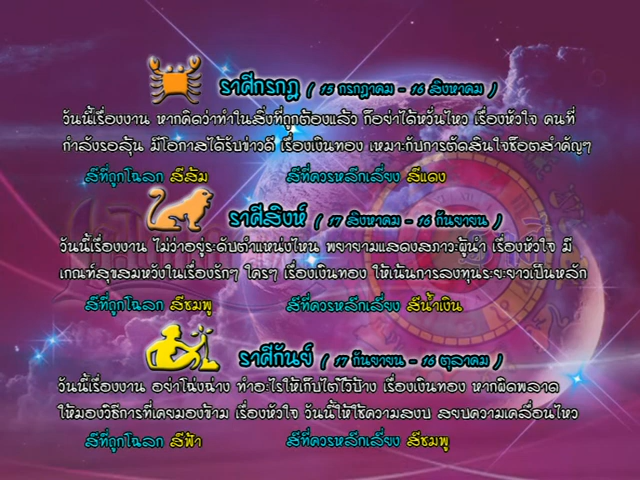 ราศีกรกฎ ( 15 กรกฎาคม - 16 สิงหาคม )
วันนี้เรื่องงาน หากคิดว่าทำในสิ่งที่ถูกต้องแล้ว ก็อย่าได้หวั่นไหว เรื่องหัวใจ คนที่
กำลังรอลุ้น มีโอกาสได้รับข่าวดี เรื่องเงินทอง เหมาะกับการตัดสินใจช็อตสำคัญๆ
สีที่ถูกโฉลก สีส้ม สีที่ควรหลีกเลี่ยง สีแดง
ราศีสิงห์ ( 17 สิงหาคม - 16 กันยายน )
วันนี้เรื่องงาน ไม่ว่าอยู่ระดับตำแหน่งไหน พยายามแสดงสภาวะผู้นำ เรื่องหัวใจ มี
เกณฑ์สุขสมหวังในเรื่องรักๆ ใคร่ๆ เรื่องเงินทอง ให้เน้นการลงทุนระยะยาวเป็นหลัก
สีที่ถูกโฉลก สีชมพู สีที่ควรหลีกเลี่ยง สีน้ำเงิน
ราศีกันย์ ( 17 กันยายน - 16 ตุลาคม )
วันนี้เรื่องงาน อย่าโฉ่งฉ่าง ทำอะไรให้เก็บไต๋ไว้บ้าง เรื่องเงินทอง หากผิดพลาด
ให้มองวิธีการที่เคยมองข้าม เรื่องหัวใจ วันนี้ให้ใช้ความสงบ สยบความเคลื่อนไหว
สีที่ถูกโฉลก สีฟ้า สีที่ควรหลีกเลี่ยง สีชมพู